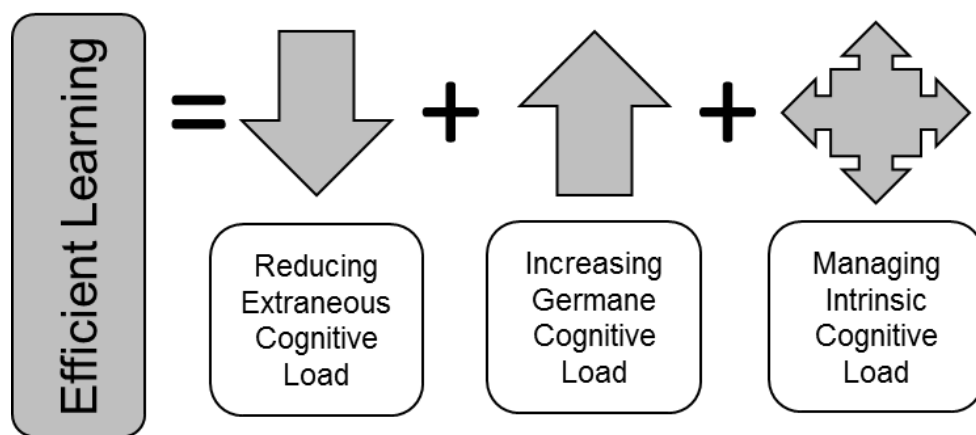 Efficient Learning
=
+
+
Reducing
Extraneous
Cognitive
Load
Increasing
Germane
Cognitive
Load
Managing
Intrinsic
Cognitive
Load